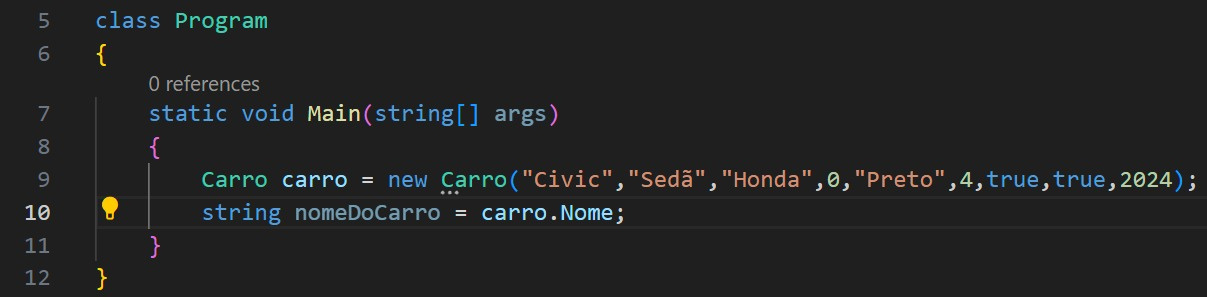 5 class Program
6 {
0 references
7 static void Main(string[] args)
8 {
9 Carro carro = new Carro("Civic","Sedã","Honda",0,"Preto",4,true,true,2024);
10 string nomeDoCarro = carro.Nome;
11 }
12 }